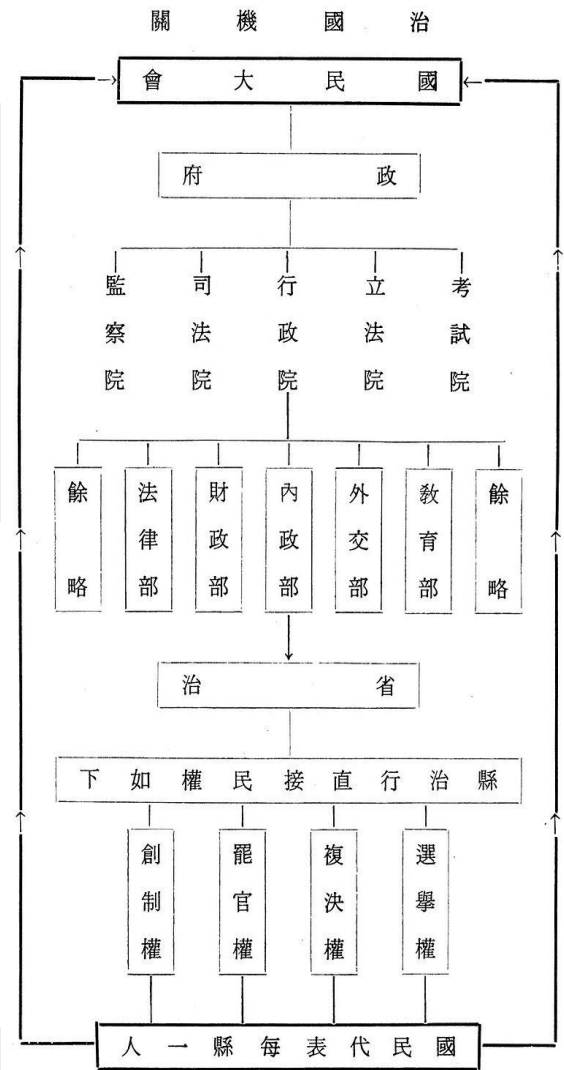 治國機關
國民大會
政府
考試院
立法院
行政院
司法院
監察院
餘略
教育部
外交部
內政部
財政部
法律部
餘略
省治
縣治行直接民權如下
選舉權
複決權
罷官權
創制權
國民代表每縣一人